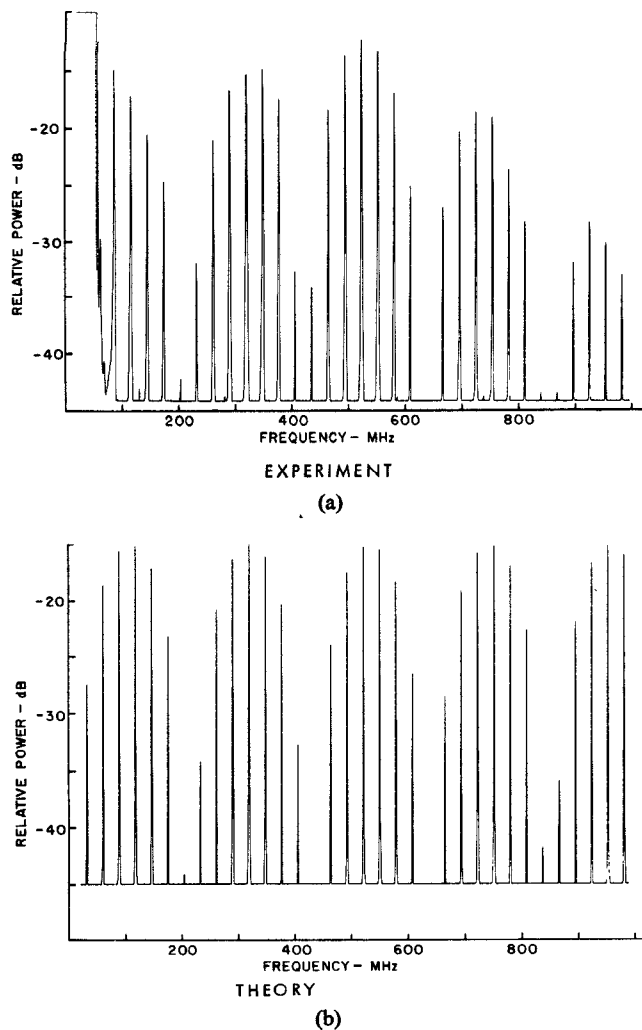 RELATIVE POWER - dB
-20
-30
-40
200
400
600
800
FREQUENCY - MHz
EXPERIMENT
(a)
RELATIVE POWER - dB
-20
-30
-40
200
400
600
800
FREQUENCY - MHz
THEORY
(b)